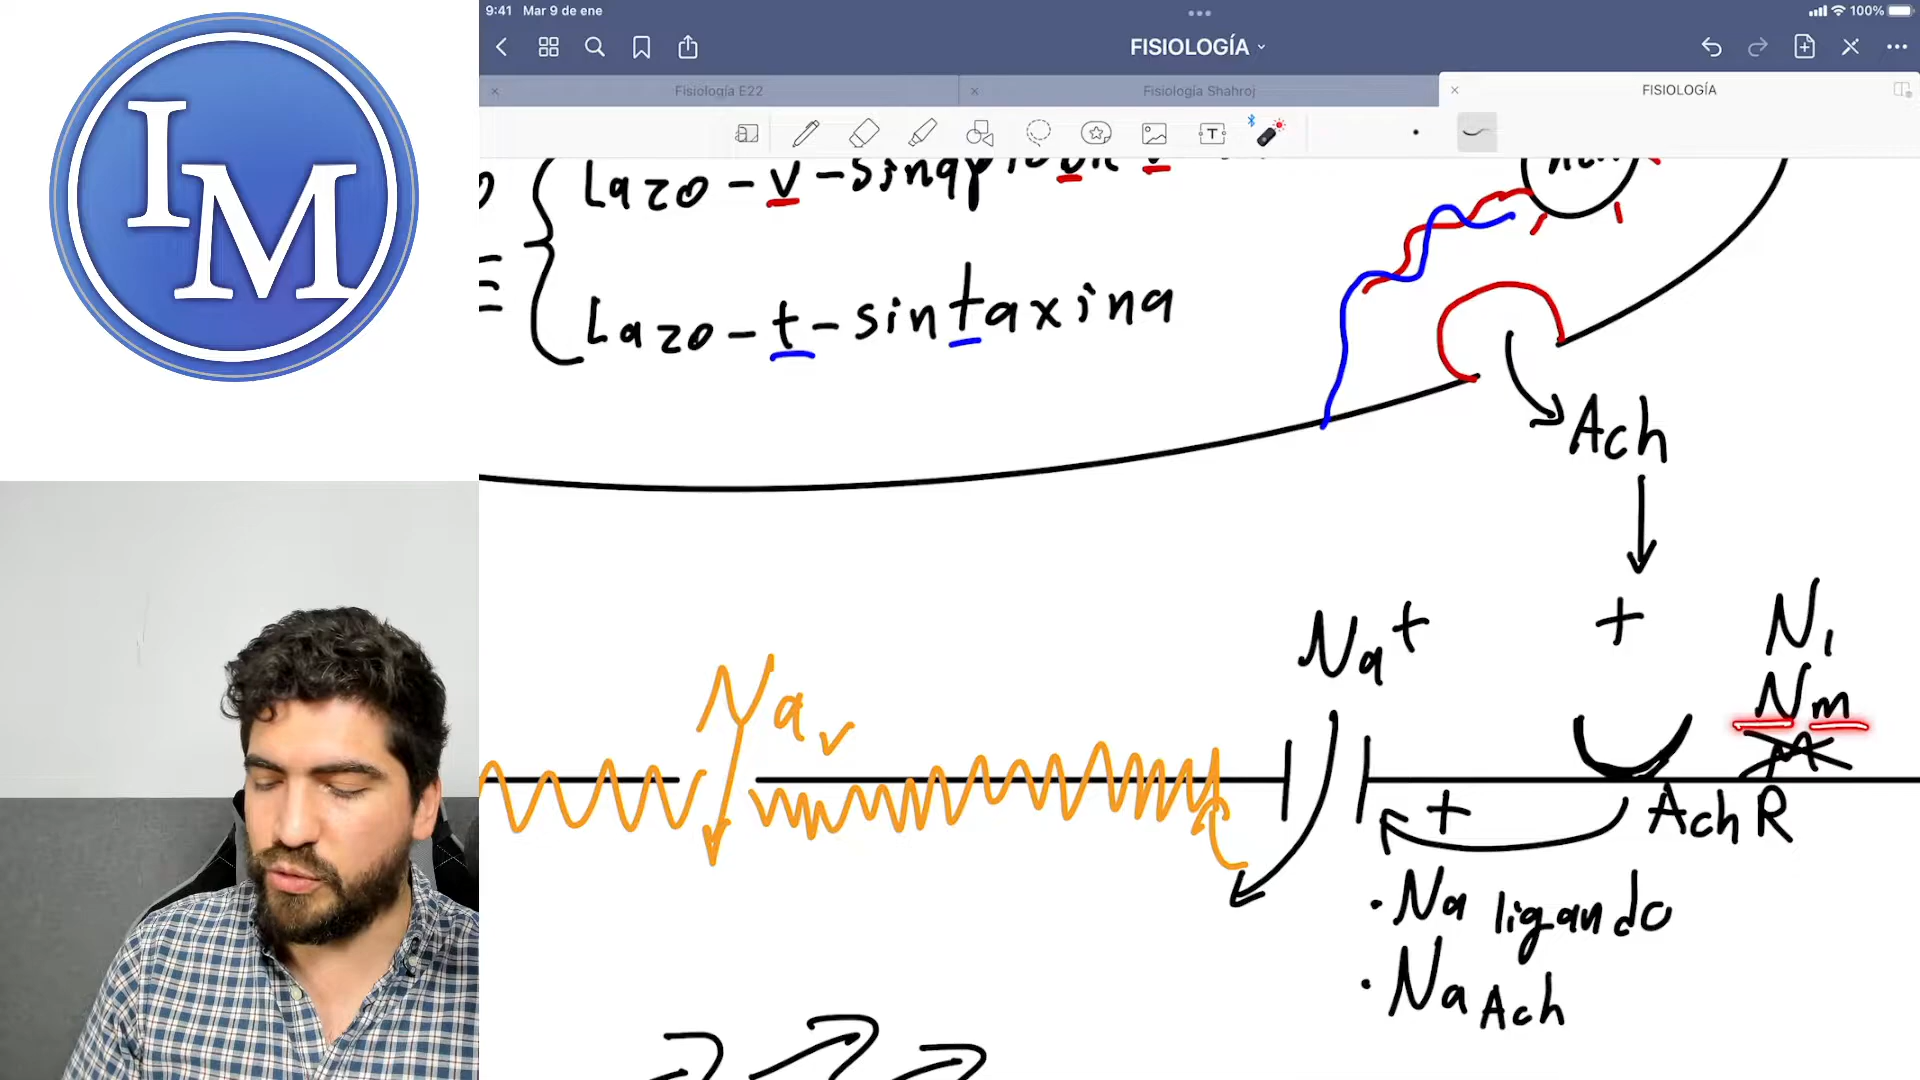 9:41 Mar 9 de ene
100%
IM
FISIOLOGÍA
Fisiología E22
Fisiología Shahroj
FISIOLOGÍA
T
Lazo - v -
Lazo - t - sintaxina
Ach
+
N1
Na+
Nm
Nav
M
+
AchR
• Na ligando
• Na Ach